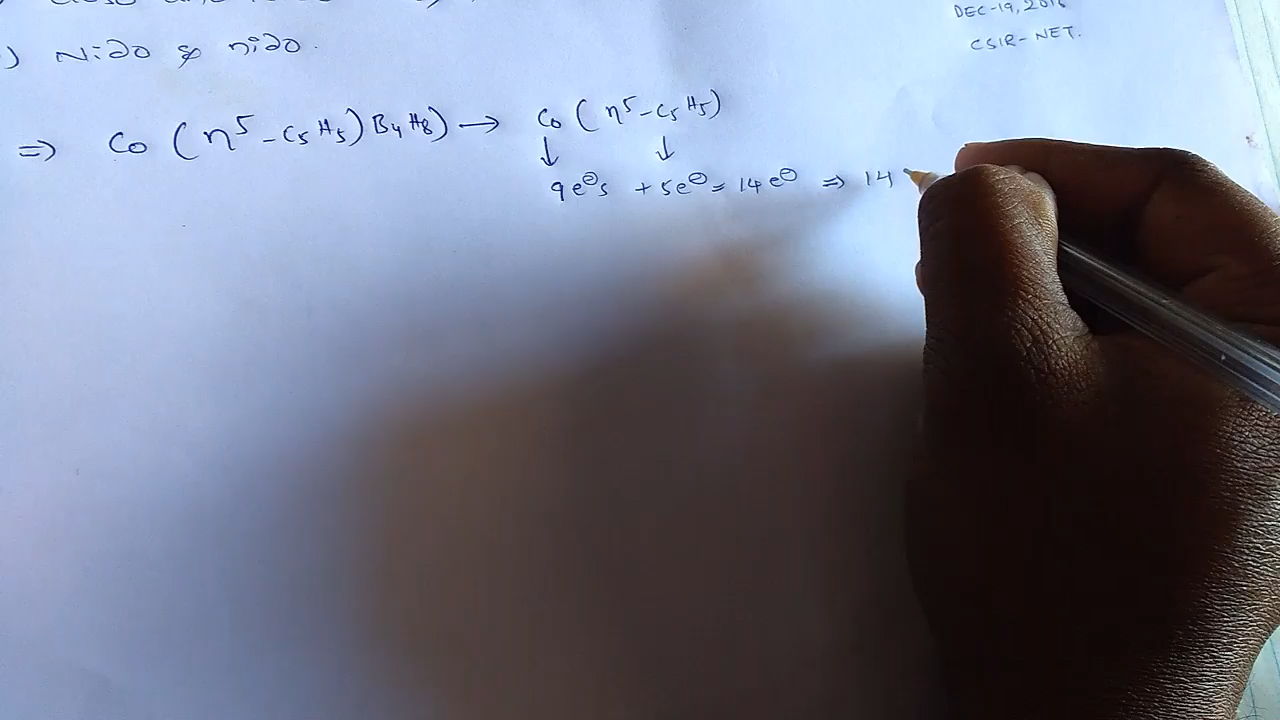 DEC-19, 2016
CSIR-NET.
) Nido & nido.
⇒ Co (η⁵-C₅H₅)B₄H₈) → Co (η⁵-C₅H₅)
↓ ↓
9e⊖s + 5e⊖ = 14e⊖ ⇒ 14